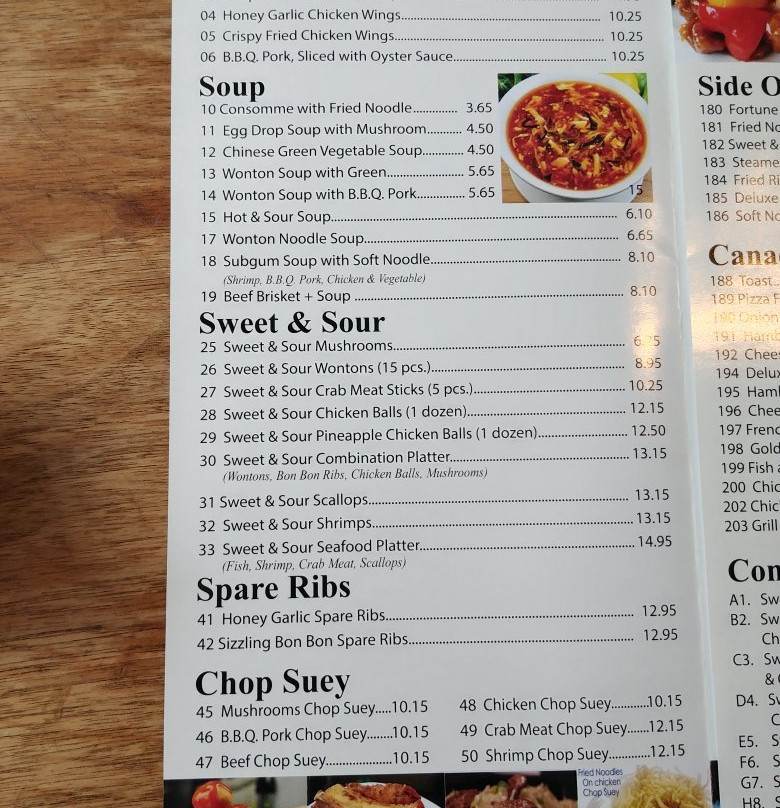 04 Honey Garlic Chicken Wings 10.25
05 Crispy Fried Chicken Wings 10.25
06 B.B.Q. Pork, Sliced with Oyster Sauce 10.25
Soup
10 Consomme with Fried Noodle 3.65
11 Egg Drop Soup with Mushroom 4.50
12 Chinese Green Vegetable Soup 4.50
13 Wonton Soup with Green 5.65
14 Wonton Soup with B.B.Q. Pork 5.65
15
15 Hot & Sour Soup 6.10
17 Wonton Noodle Soup 6.65
18 Subgum Soup with Soft Noodle 8.10
(Shrimp, B.B.Q. Pork, Chicken & Vegetable)
19 Beef Brisket + Soup 8.10
Sweet & Sour
25 Sweet & Sour Mushrooms
26 Sweet & Sour Wontons (15 pcs.) 8.95
27 Sweet & Sour Crab Meat Sticks (5 pcs.) 10.25
28 Sweet & Sour Chicken Balls (1 dozen) 12.15
29 Sweet & Sour Pineapple Chicken Balls (1 dozen) 12.50
30 Sweet & Sour Combination Platter 13.15
(Wontons, Bon Bon Ribs, Chicken Balls, Mushrooms)
31 Sweet & Sour Scallops 13.15
32 Sweet & Sour Shrimps 13.15
33 Sweet & Sour Seafood Platter 14.95
(Fish, Shrimp, Crab Meat, Scallops)
Spare Ribs
41 Honey Garlic Spare Ribs 12.95
42 Sizzling Bon Bon Spare Ribs 12.95
Chop Suey
45 Mushrooms Chop Suey 10.15
46 B.B.Q. Pork Chop Suey 10.15
47 Beef Chop Suey 10.15
48 Chicken Chop Suey 10.15
49 Crab Meat Chop Suey 12.15
50 Shrimp Chop Suey 12.15
Fried Noodles
On chicken
Chop Suey
Side O
180 Fortune
181 Fried No
182 Sweet &
183 Steame
184 Fried Ri
185 Deluxe
186 Soft No
Cana
188 Toast
189 Pizza F
190 Onion
191 Hamb
192 Chees
194 Delux
195 Hamb
196 Chee
197 Frenc
198 Gold
199 Fish a
200 Chic
202 Chic
203 Grill
Com
A1. Sw
B2. Sw
Ch
C3. Sw
& C
D4. Sw
C
E5. S
F6. S
G7. S
H8. S